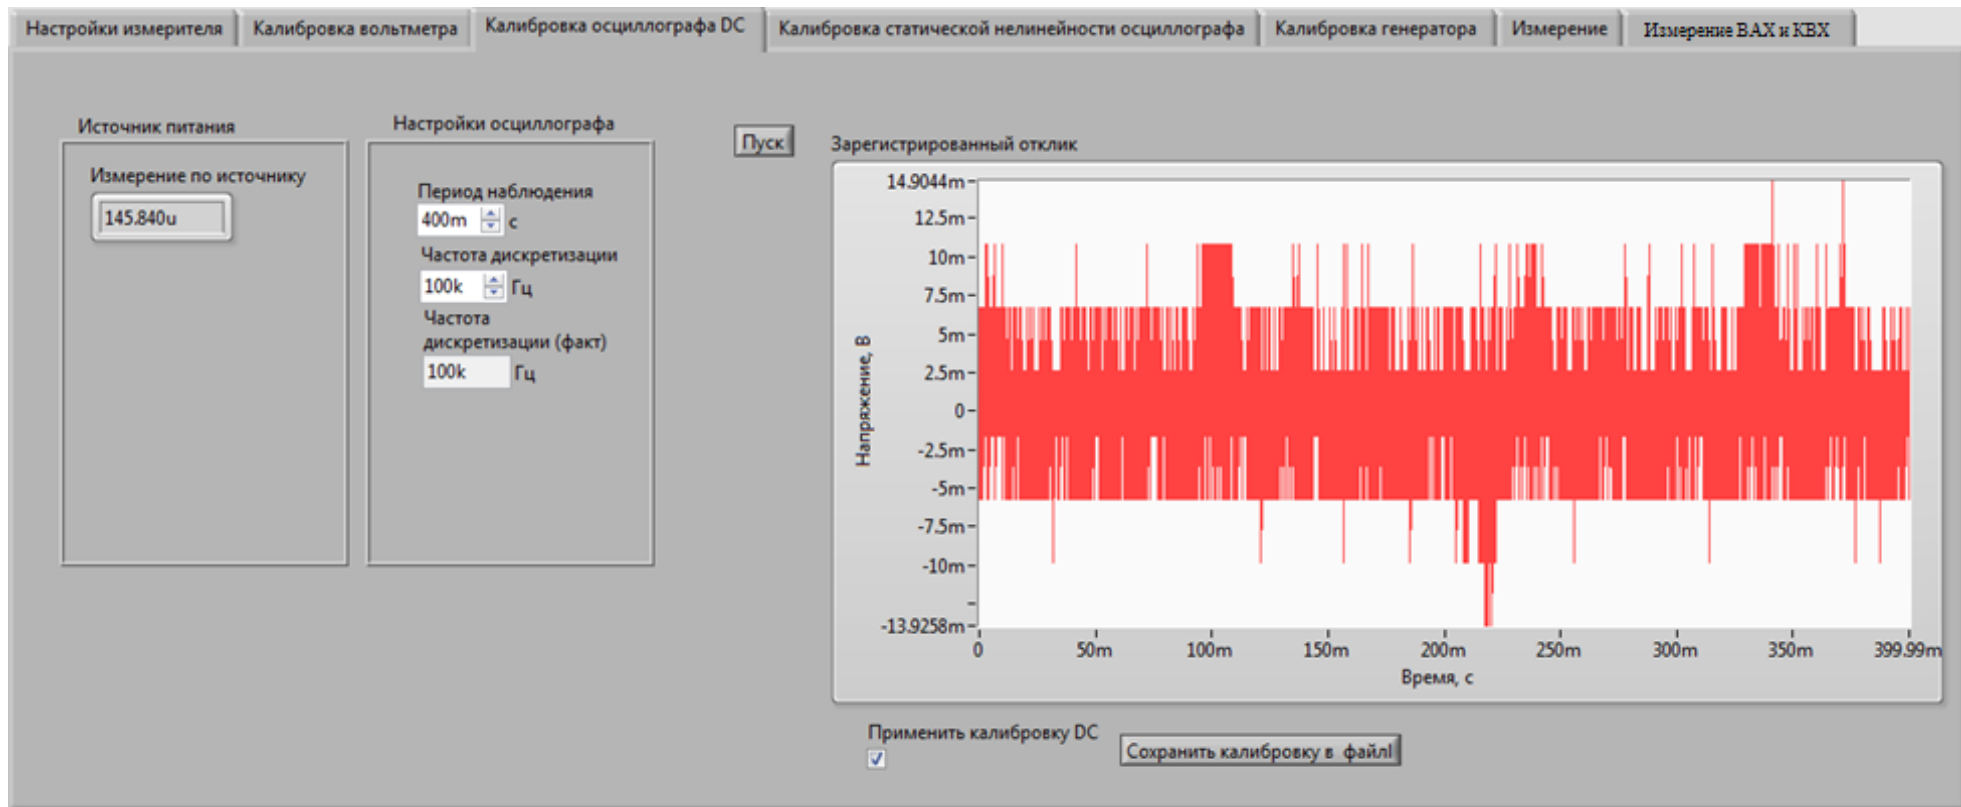 Настройки измерителя
Калибровка вольтметра
Калибровка осциллографа DC
Калибровка статической нелинейности осциллографа
Калибровка генератора
Измерение
Измерение ВАХ и КВХ
Источник питания
Измерение по источнику
145.840u
Настройки осциллографа
Период наблюдения
400m с
Частота дискретизации
100k Гц
Частота
дискретизации (факт)
100k Гц
Пуск
Зарегистрированный отклик
14.9044m
12.5m
10m
7.5m
5m
2.5m
0
-2.5m
-5m
-7.5m
-10m
-13.9258m
Напряжение, В
0 50m 100m 150m 200m 250m 300m 350m 399.99m
Время, с
Применить калибровку DC
Сохранить калибровку в файлl